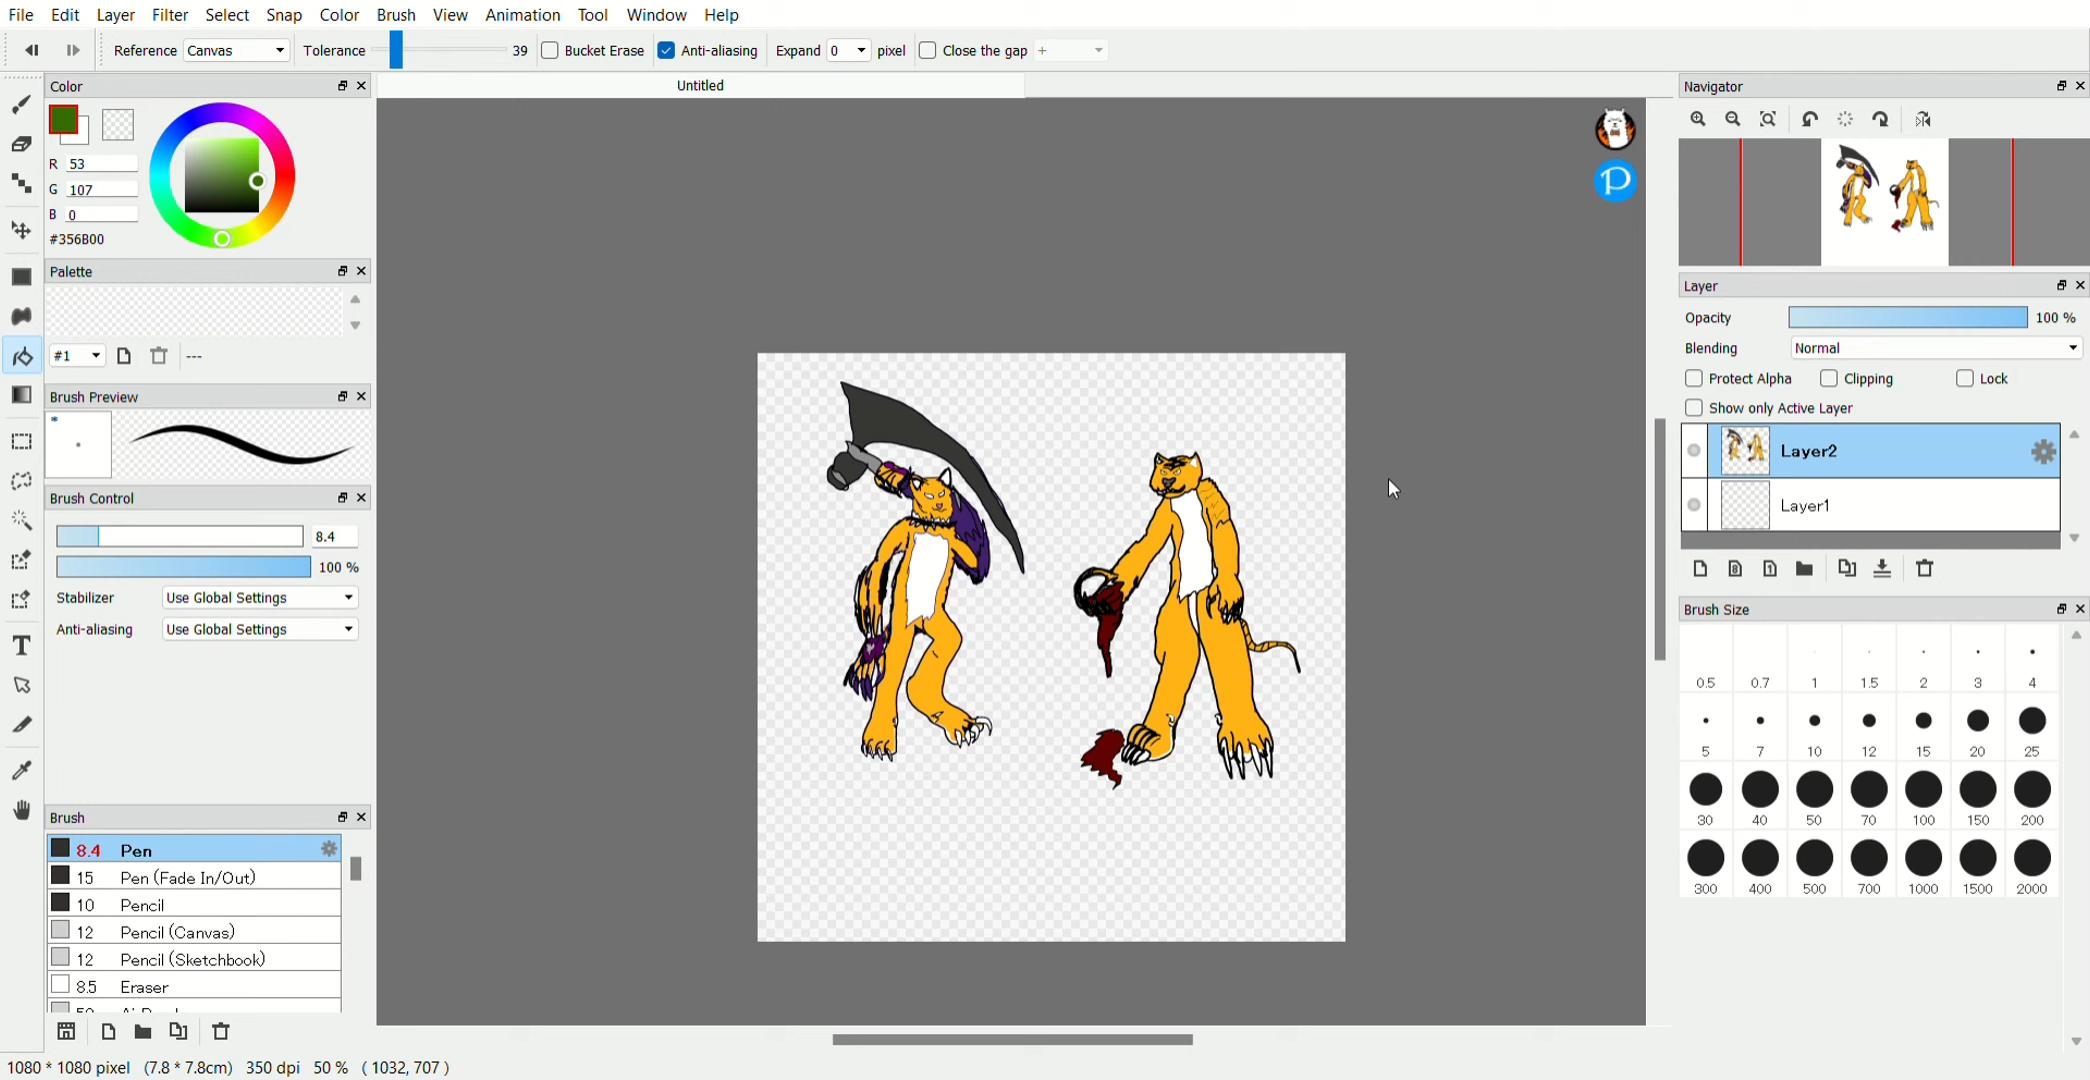 File Edit Layer Filter Select Snap Color Brush View Animation Tool Window Help
Reference Canvas Tolerance 39 Bucket Erase Anti-aliasing Expand 0 pixel Close the gap +
Color
Untitled
Navigator
R 53
G 107
B 0
#356B00
Palette
#1 ---
Brush Preview
*
Brush Control
8.4
100 %
Stabilizer Use Global Settings
Anti-aliasing Use Global Settings
Brush
8.4 Pen
15 Pen (Fade In/Out)
10 Pencil
12 Pencil (Canvas)
12 Pencil (Sketchbook)
8.5 Eraser
P
Layer
Opacity 100 %
Blending Normal
Protect Alpha Clipping Lock
Show only Active Layer
Layer2
Layer1
8 1
Brush Size
0.5 0.7 1 1.5 2 3 4
5 7 10 12 15 20 25
30 40 50 70 100 150 200
300 400 500 700 1000 1500 2000
1080 * 1080 pixel (7.8 * 7.8cm) 350 dpi 50 % ( 1032, 707 )